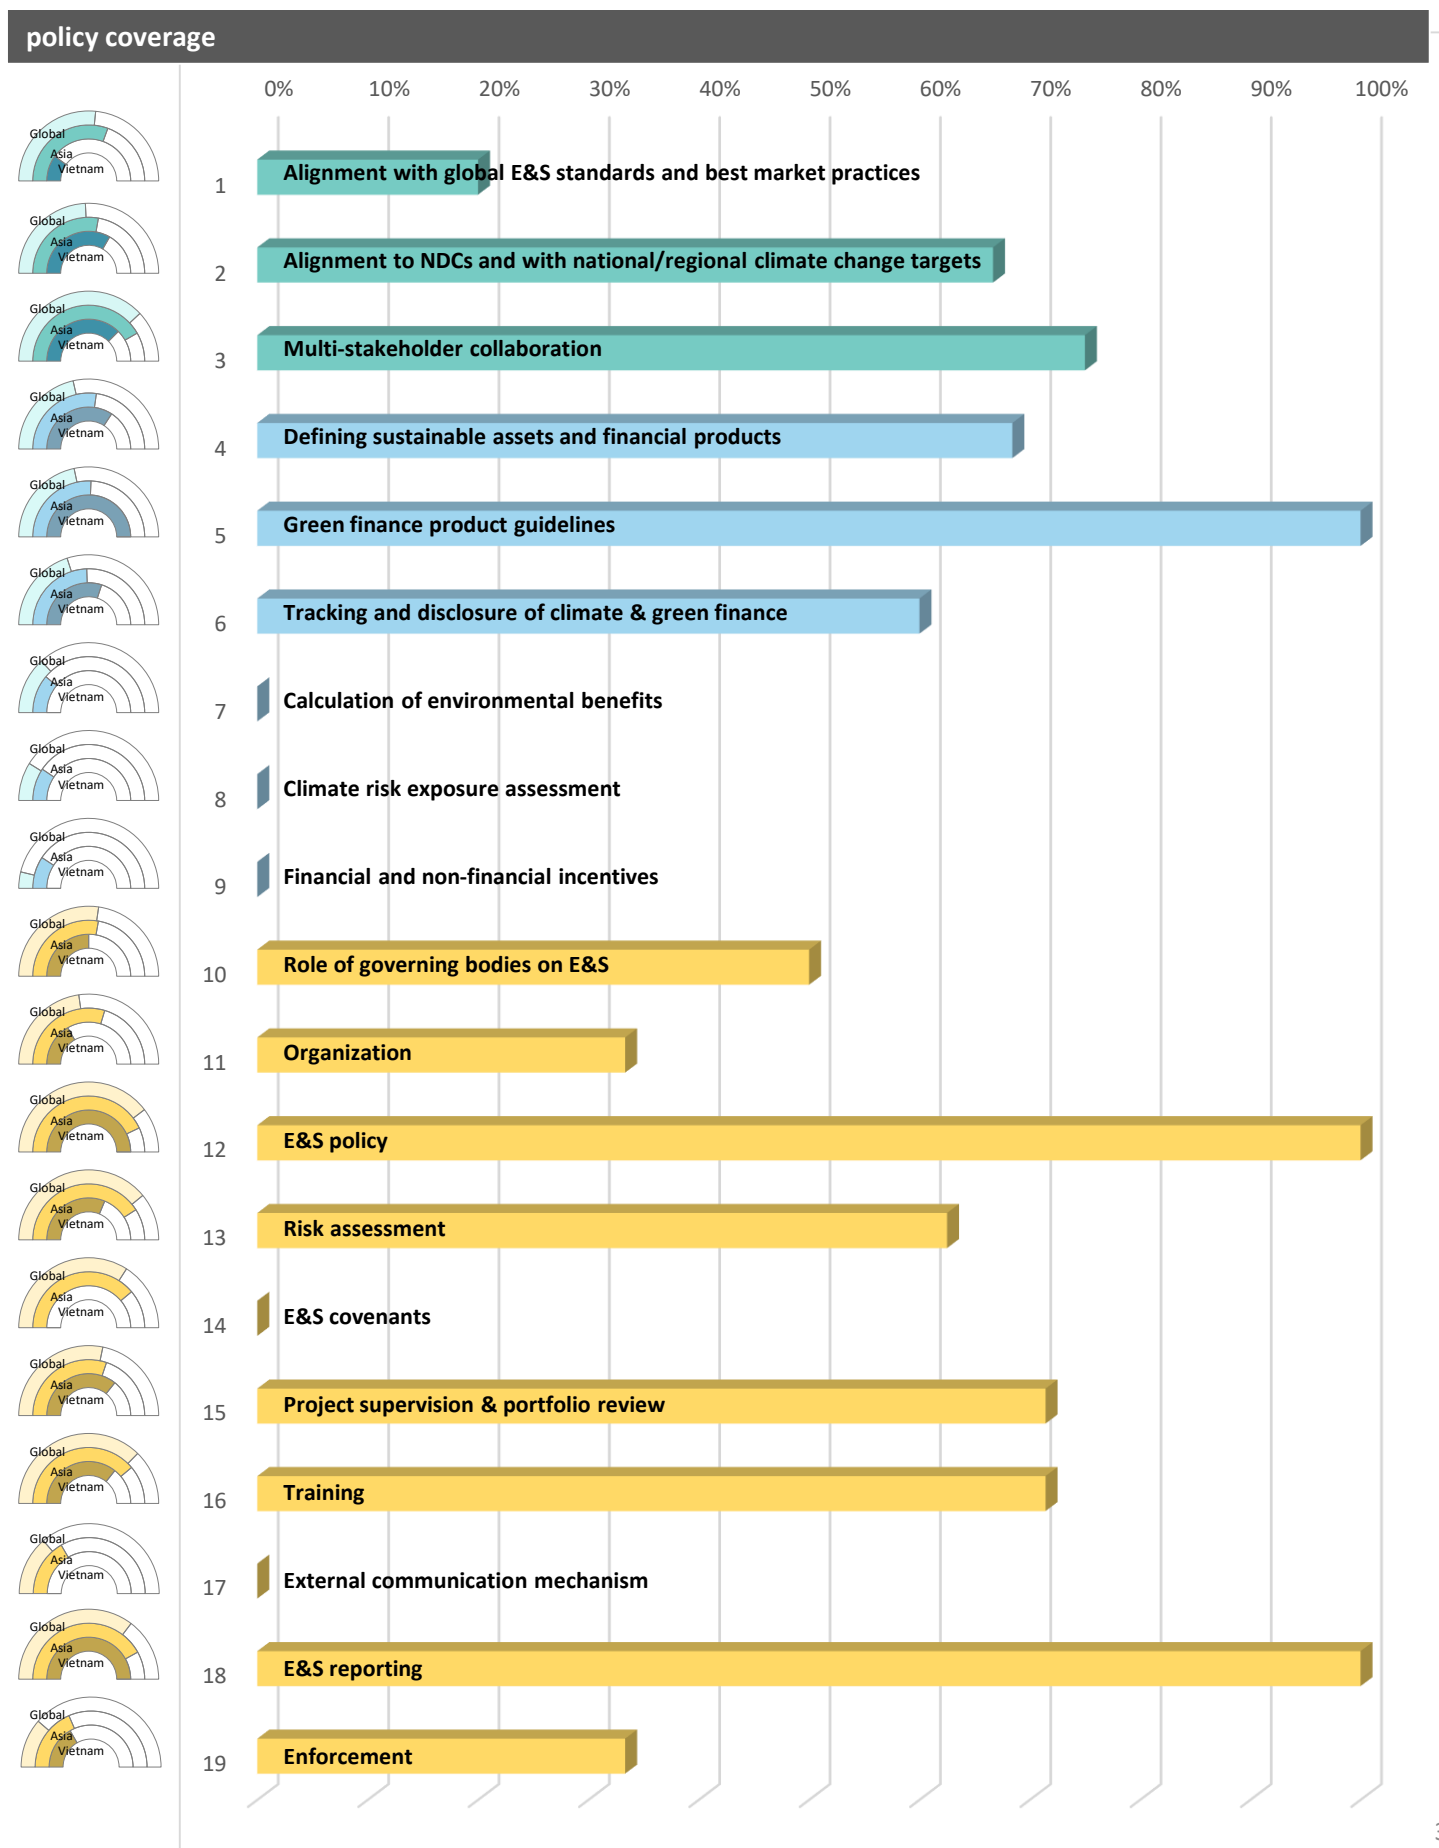 policy coverage
0% 10% 20% 30% 40% 50% 60% 70% 80% 90% 100%
Global
Asia
Vietnam
1 Alignment with global E&S standards and best market practices
Global
Asia
Vietnam
2 Alignment to NDCs and with national/regional climate change targets
Global
Asia
Vietnam
3 Multi-stakeholder collaboration
Global
Asia
Vietnam
4 Defining sustainable assets and financial products
Global
Asia
Vietnam
5 Green finance product guidelines
Global
Asia
Vietnam
6 Tracking and disclosure of climate & green finance
Global
Asia
Vietnam
7 Calculation of environmental benefits
Global
Asia
Vietnam
8 Climate risk exposure assessment
Global
Asia
Vietnam
9 Financial and non-financial incentives
Global
Asia
Vietnam
10 Role of governing bodies on E&S
Global
Asia
Vietnam
11 Organization
Global
Asia
Vietnam
12 E&S policy
Global
Asia
Vietnam
13 Risk assessment
Global
Asia
Vietnam
14 E&S covenants
Global
Asia
Vietnam
15 Project supervision & portfolio review
Global
Asia
Vietnam
16 Training
Global
Asia
Vietnam
17 External communication mechanism
Global
Asia
Vietnam
18 E&S reporting
Global
Asia
Vietnam
19 Enforcement